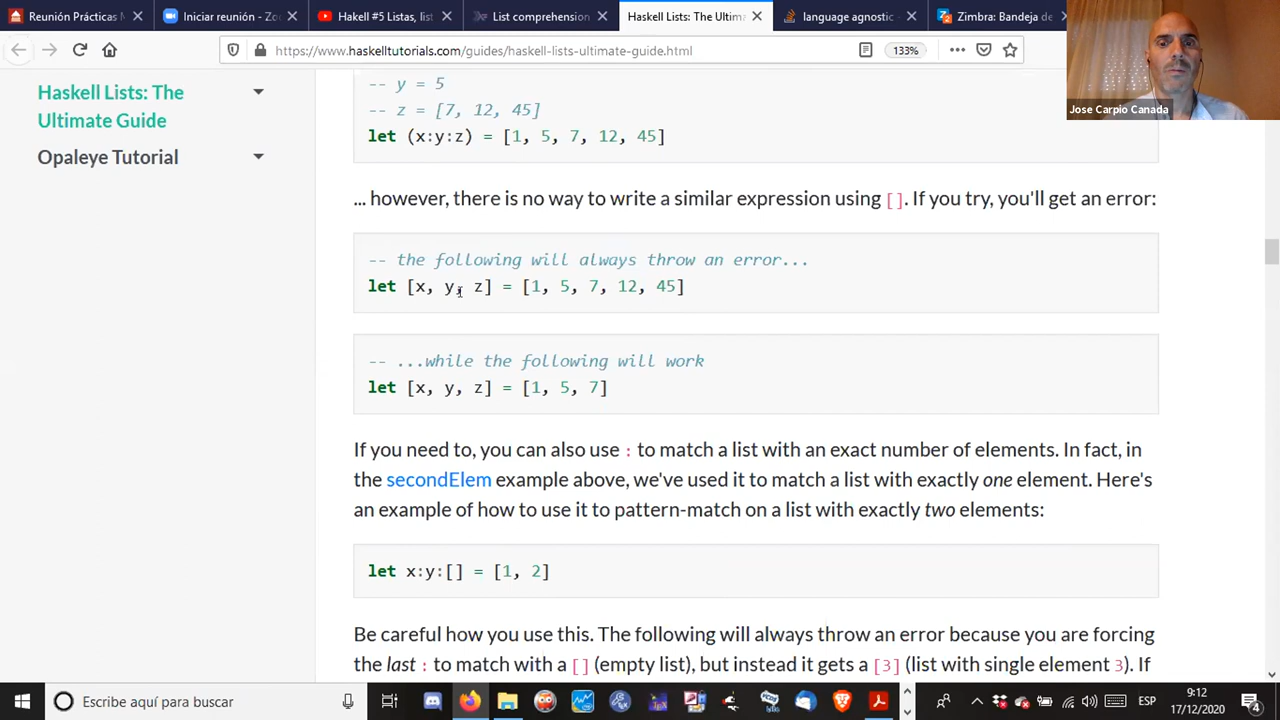 Reunión Prácticas M
Iniciar reunión - Zo
Hakell #5 Listas, list
List comprehension
Haskell Lists: The Ultima
language agnostic -
Zimbra: Bandeja de
https://www.haskelltutorials.com/guides/haskell-lists-ultimate-guide.html
133%
Jose Carpio Canada
Haskell Lists: The
Ultimate Guide
Opaleye Tutorial
-- y = 5
-- z = [7, 12, 45]
let (x:y:z) = [1, 5, 7, 12, 45]
... however, there is no way to write a similar expression using []. If you try, you'll get an error:
-- the following will always throw an error...
let [x, y, z] = [1, 5, 7, 12, 45]
-- ...while the following will work
let [x, y, z] = [1, 5, 7]
If you need to, you can also use : to match a list with an exact number of elements. In fact, in
the secondElem example above, we've used it to match a list with exactly one element. Here's
an example of how to use it to pattern-match on a list with exactly two elements:
let x:y:[] = [1, 2]
Be careful how you use this. The following will always throw an error because you are forcing
the last : to match with a [] (empty list), but instead it gets a [3] (list with single element 3). If
Escribe aquí para buscar
ESP
9:12
17/12/2020
4